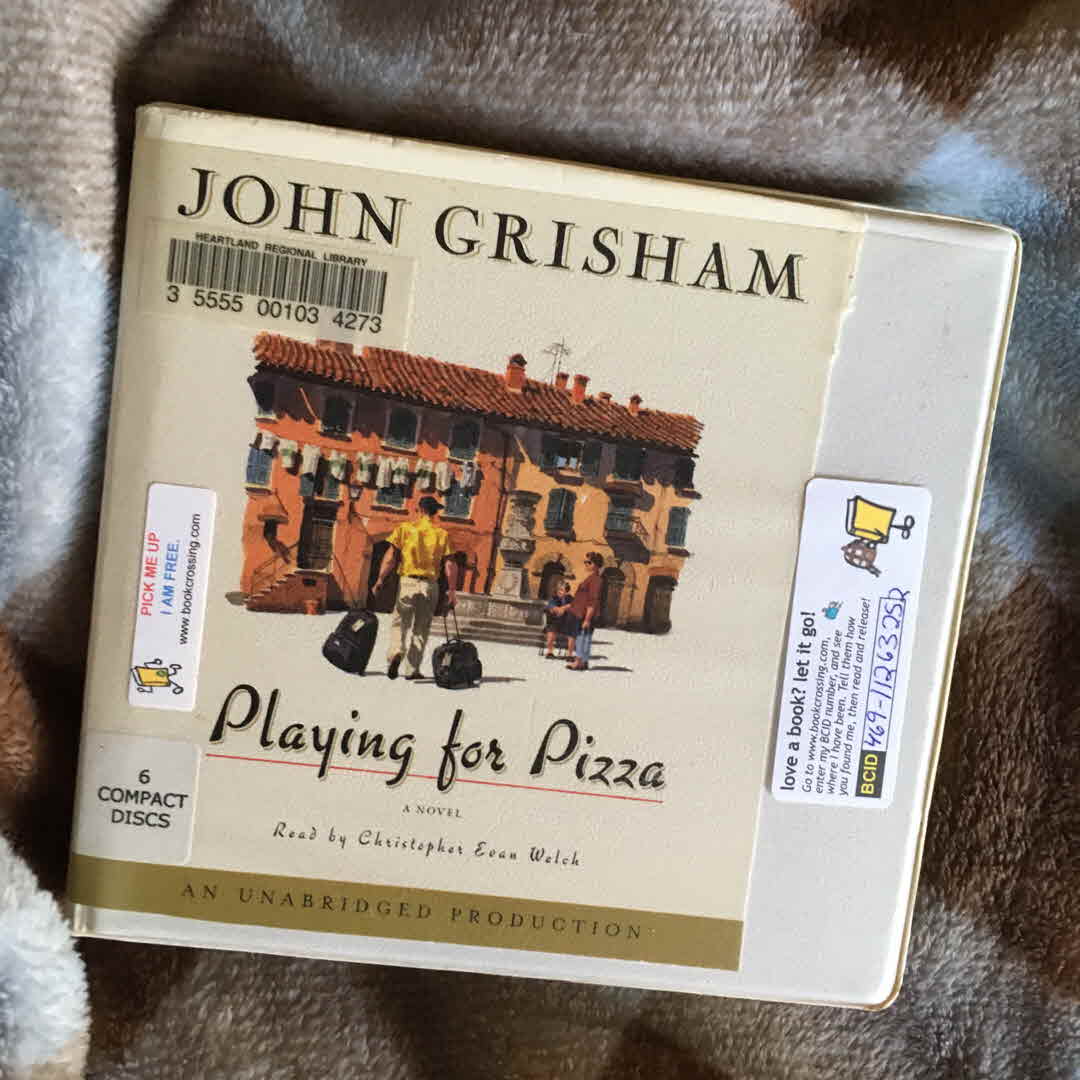 JOHN GRISHAM
HEARTLAND REGIONAL LIBRARY
3 5555 00103 4273
PICK ME UP
I AM FREE.
www.bookcrossing.com
love a book? let it go!
Go to www.bookcrossing.com,
enter my BCID number, and see
where I have been. Tell them how
you found me, then read and release!
BCID 469-11263252
Playing for Pizza
A NOVEL
Read by Christopher Evan Welch
6
COMPACT
DISCS
AN UNABRIDGED PRODUCTION